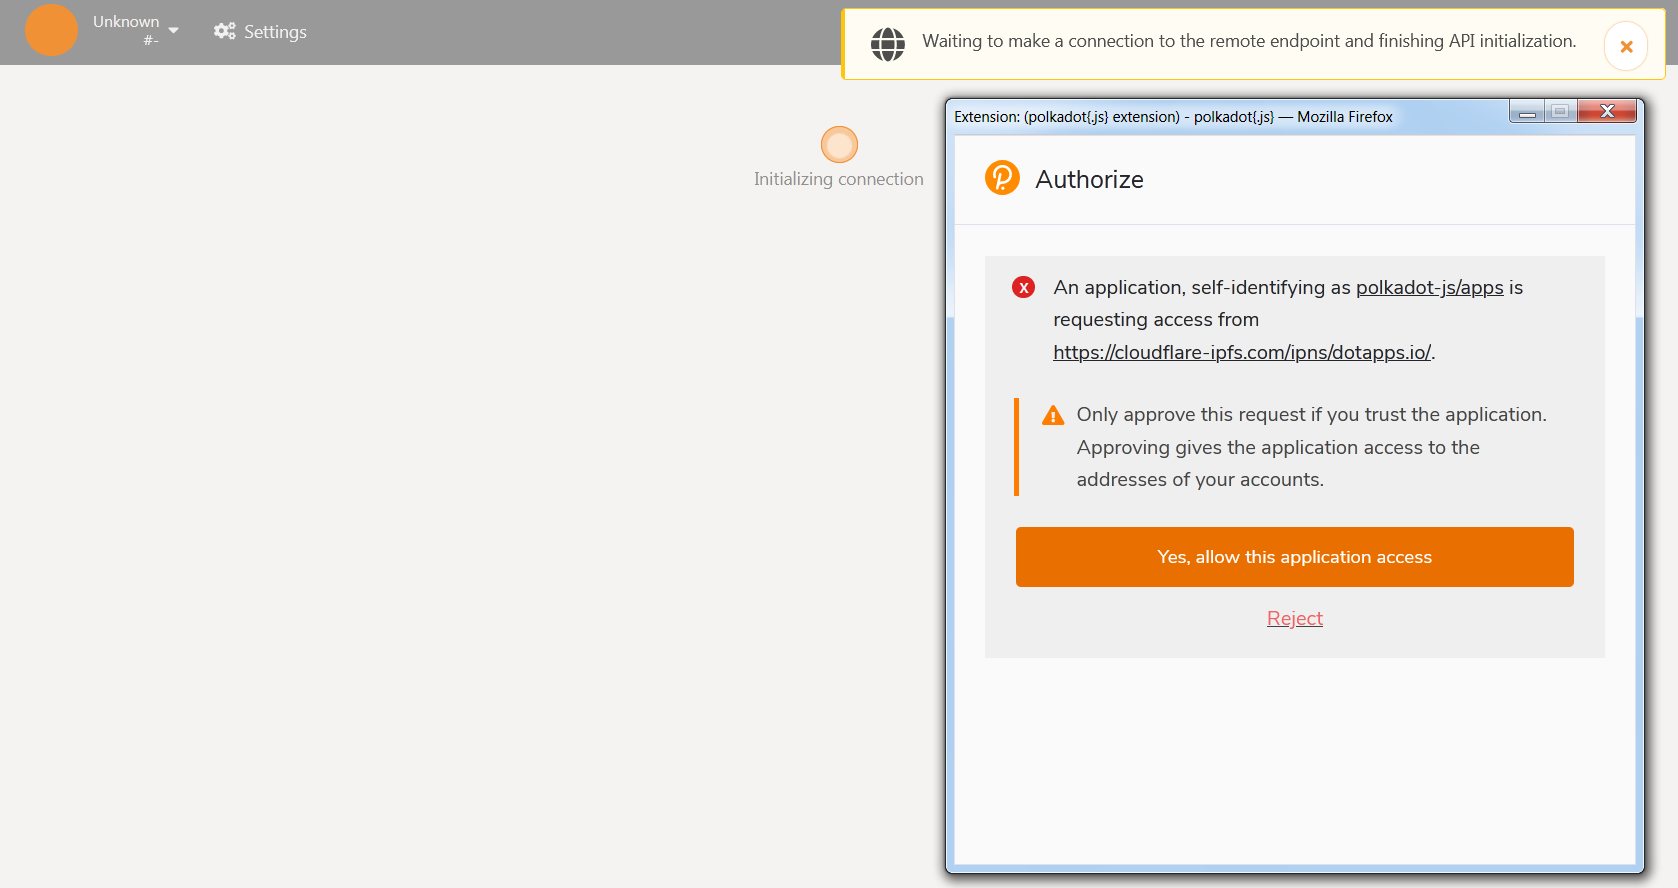 Unknown
#-
Settings
Waiting to make a connection to the remote endpoint and finishing API initialization.
Initializing connection
Extension: (polkadot{.js} extension) - polkadot{.js} — Mozilla Firefox
Authorize
An application, self-identifying as polkadot-js/apps is
requesting access from
https://cloudflare-ipfs.com/ipns/dotapps.io/.
Only approve this request if you trust the application.
Approving gives the application access to the
addresses of your accounts.
Yes, allow this application access
Reject